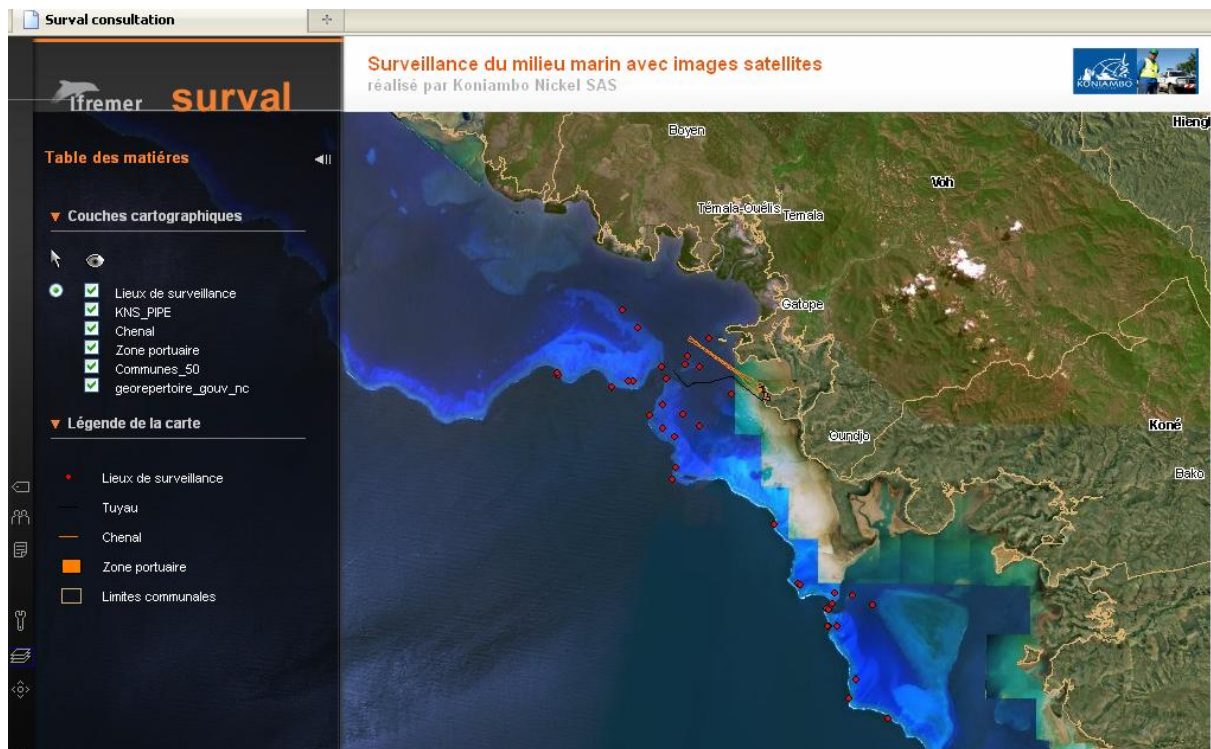 Surval consultation
Ifremer surval
Surveillance du milieu marin avec images satellites
réalisé par Koniambo Nickel SAS
KONIAMBO
Table des matiéres
Couches cartographiques
Lieux de surveillance
KNS_PIPE
Chenal
Zone portuaire
Communes_50
georepertoire_gouv_nc
Légende de la carte
Lieux de surveillance
Tuyau
Chenal
Zone portuaire
Limites communales
Boyen
Voh
Témala-Ouélis
Temala
Gatope
Oundjo
Koné
Bako